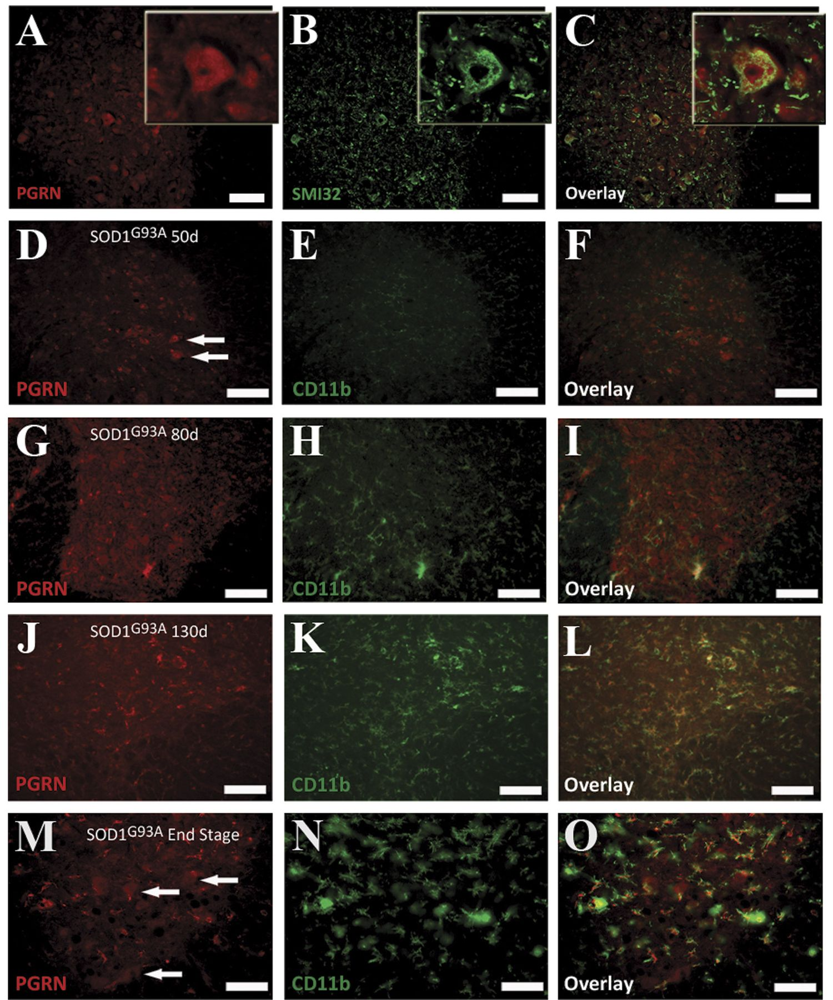 A
PGRN
B
SMI32
C
Overlay
D
SOD1G93A 50d
PGRN
E
CD11b
F
Overlay
G
SOD1G93A 80d
PGRN
H
CD11b
I
Overlay
J
SOD1G93A 130d
PGRN
K
CD11b
L
Overlay
M
SOD1G93A End Stage
PGRN
N
CD11b
O
Overlay